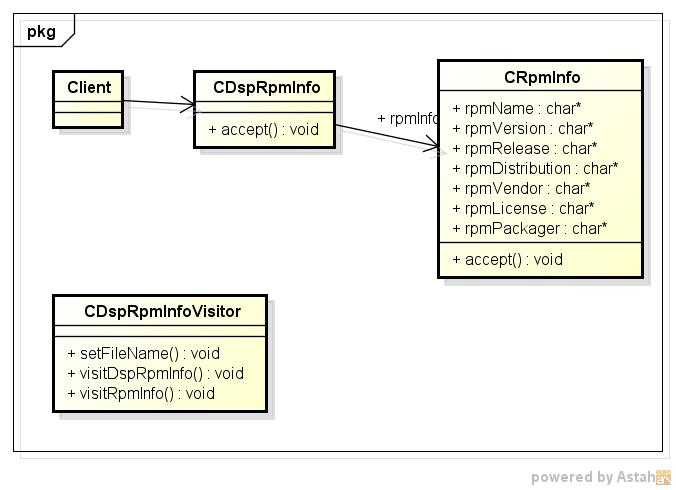 pkg
Client
CDspRpmInfo
+ accept() : void
+ rpmInfo
CRpmInfo
+ rpmName : char*
+ rpmVersion : char*
+ rpmRelease : char*
+ rpmDistribution : char*
+ rpmVendor : char*
+ rpmLicense : char*
+ rpmPackager : char*
+ accept() : void
CDspRpmInfoVisitor
+ setFileName() : void
+ visitDspRpmInfo() : void
+ visitRpmInfo() : void
powered by Astah